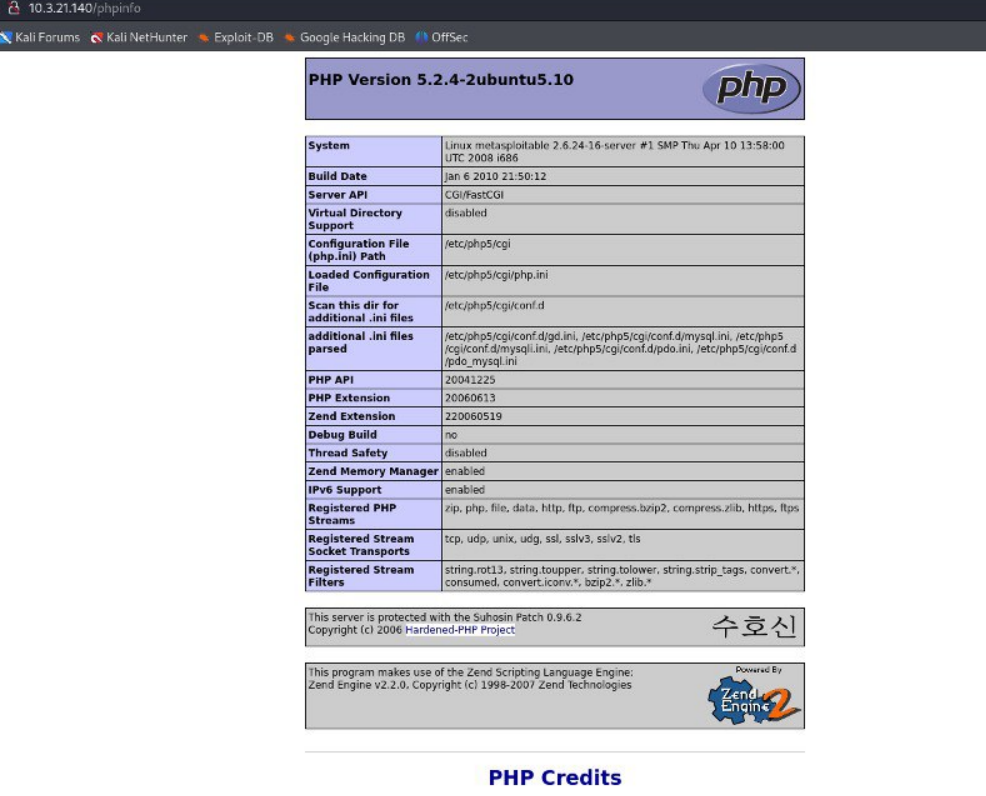 10.3.21.140/phpinfo
Kali Forums Kali NetHunter Exploit-DB Google Hacking DB OffSec
PHP Version 5.2.4-2ubuntu5.10
php
System Linux metasploitable 2.6.24-16-server #1 SMP Thu Apr 10 13:58:00
UTC 2008 i686
Build Date Jan 6 2010 21:50:12
Server API CGI/FastCGI
Virtual Directory disabled
Support
Configuration File /etc/php5/cgi
(php.ini) Path
Loaded Configuration /etc/php5/cgi/php.ini
File
Scan this dir for /etc/php5/cgi/conf.d
additional .ini files
additional .ini files /etc/php5/cgi/conf.d/gd.ini, /etc/php5/cgi/conf.d/mysql.ini, /etc/php5
parsed /cgi/conf.d/mysqli.ini, /etc/php5/cgi/conf.d/pdo.ini, /etc/php5/cgi/conf.d
/pdo_mysql.ini
PHP API 20041225
PHP Extension 20060613
Zend Extension 220060519
Debug Build no
Thread Safety disabled
Zend Memory Manager enabled
IPv6 Support enabled
Registered PHP zip, php, file, data, http, ftp, compress.bzip2, compress.zlib, https, ftps
Streams
Registered Stream tcp, udp, unix, udg, ssl, sslv3, sslv2, tls
Socket Transports
Registered Stream string.rot13, string.toupper, string.tolower, string.strip_tags, convert.*,
Filters consumed, convert.iconv.*, bzip2.*, zlib.*
This server is protected with the Suhosin Patch 0.9.6.2
Copyright (c) 2006 Hardened-PHP Project
수호신
This program makes use of the Zend Scripting Language Engine:
Zend Engine v2.2.0, Copyright (c) 1998-2007 Zend Technologies
Powered By
Zend
Engine 2
PHP Credits